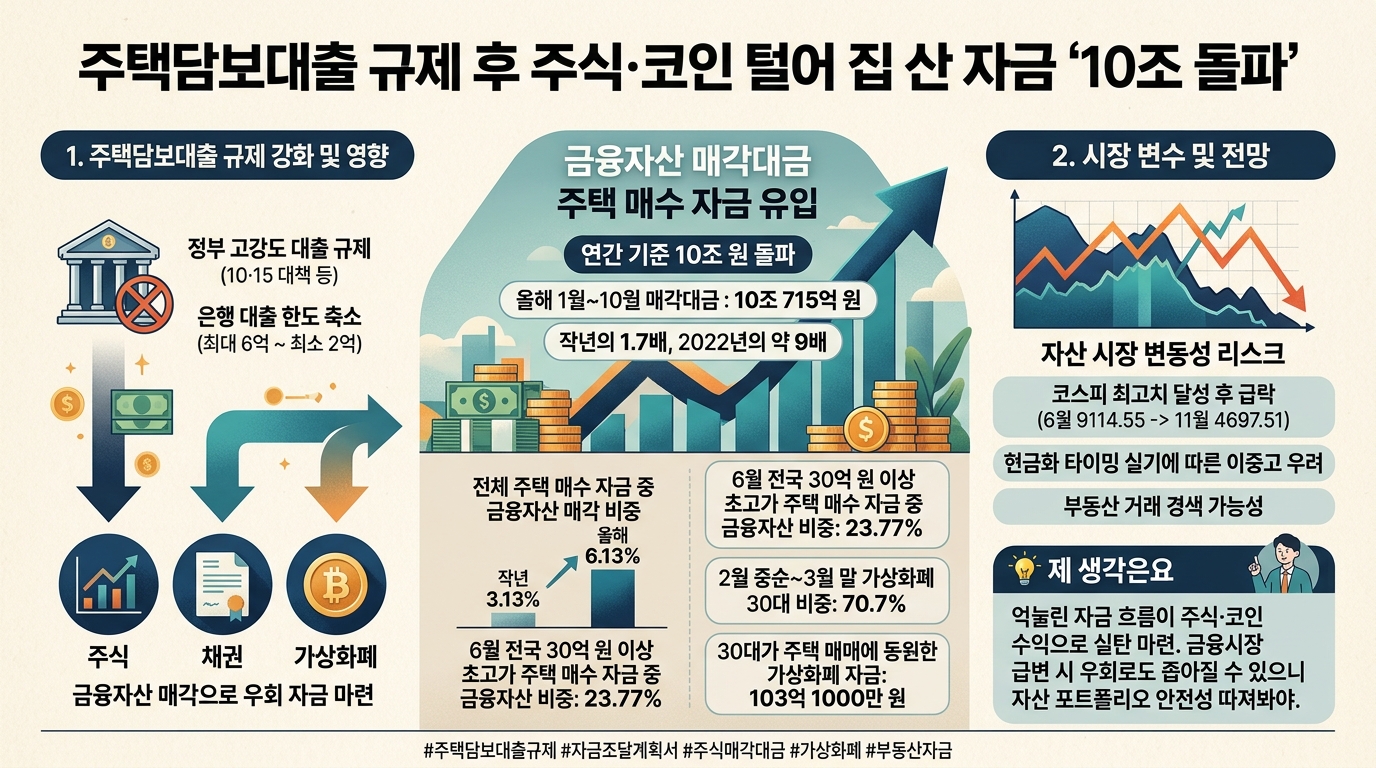 주택담보대출 규제 후 주식·코인 털어 집 산 자금 ‘10조 돌파’
1. 주택담보대출 규제 강화 및 영향
정부 고강도 대출 규제
(10·15 대책 등)
은행 대출 한도 축소
(최대 6억 ~ 최소 2억)
주식
채권
가상화폐
금융자산 매각으로 우회 자금 마련
금융자산 매각대금
주택 매수 자금 유입
연간 기준 10조 원 돌파
올해 1월~10월 매각대금 : 10조 715억 원
작년의 1.7배, 2022년의 약 9배
전체 주택 매수 자금 중
금융자산 매각 비중
올해
6.13%
작년
3.13%
6월 전국 30억 원 이상
초고가 주택 매수 자금 중
금융자산 비중: 23.77%
6월 전국 30억 원 이상
초고가 주택 매수 자금 중
금융자산 비중: 23.77%
2월 중순~3월 말 가상화폐
30대 비중: 70.7%
30대가 주택 매매에 동원한
가상화폐 자금:
103억 1000만 원
2. 시장 변수 및 전망
자산 시장 변동성 리스크
코스피 최고치 달성 후 급락
(6월 9114.55 -> 11월 4697.51)
현금화 타이밍 실기에 따른 이중고 우려
부동산 거래 경색 가능성
제 생각은요
억눌린 자금 흐름이 주식·코인
수익으로 실탄 마련. 금융시장
급변 시 우회로도 좁아질 수 있으니
자산 포트폴리오 안전성 따져봐야.
#주택담보대출규제 #자금조달계획서 #주식매각대금 #가상화폐 #부동산자금